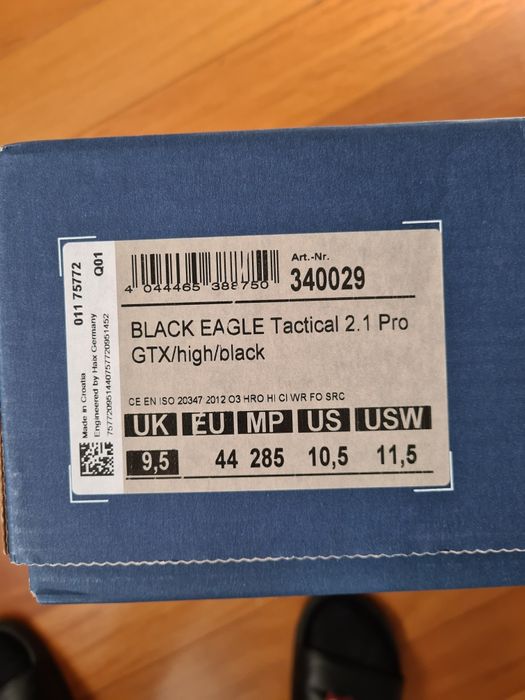 011 75772
Q01
Made in Croatia
Engineered by Haix Germany
4 044465 388750
Art.-Nr.
340029
BLACK EAGLE Tactical 2.1 Pro
GTX/high/black
CE EN ISO 20347 2012 O3 HRO HI CI WR FO SRC
UK EU MP US USW
9,5 44 285 10,5 11,5